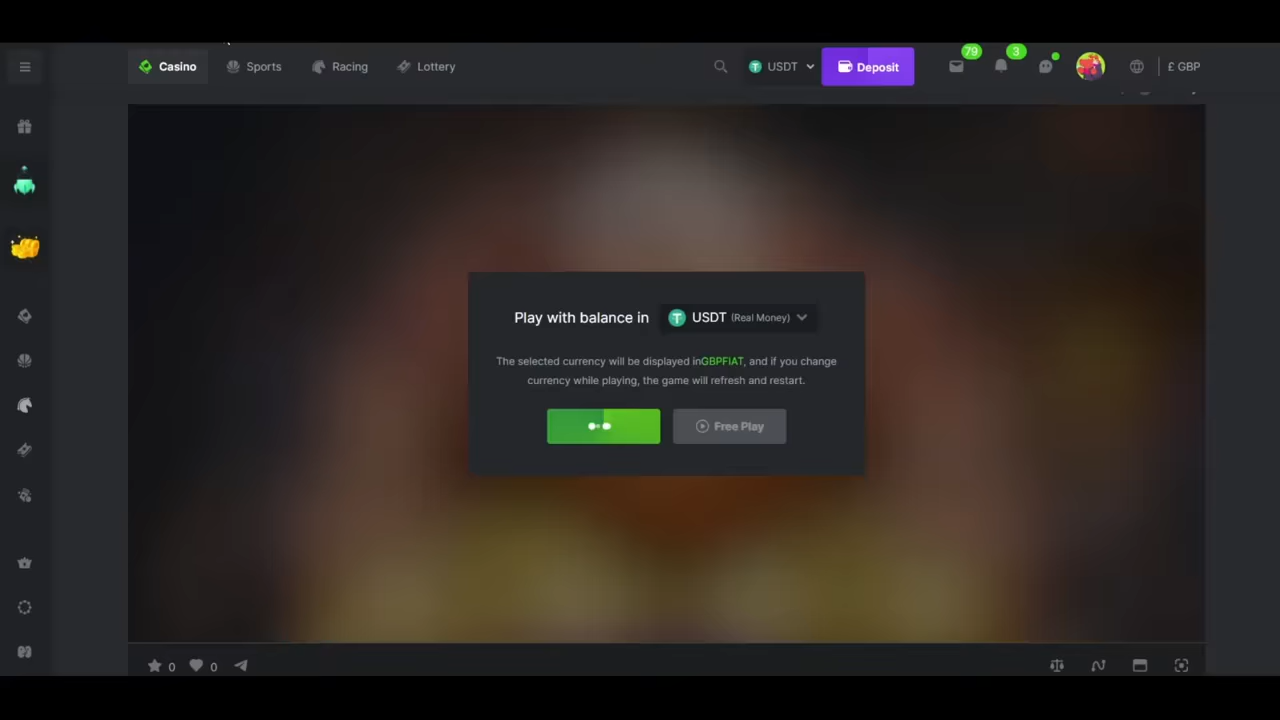 Casino
Sports
Racing
Lottery
USDT
Deposit
79
3
£ GBP
Play with balance in
USDT (Real Money)
The selected currency will be displayed inGBPFIAT, and if you change
currency while playing, the game will refresh and restart.
Free Play
0
0